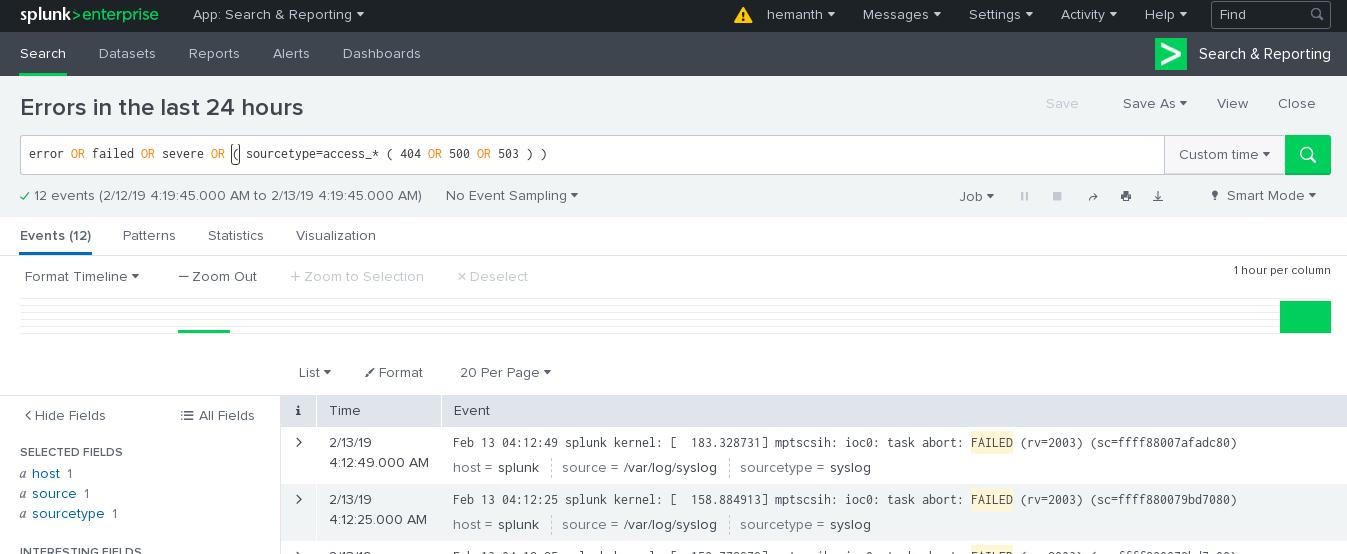 splunk>enterprise App: Search & Reporting hemanth Messages Settings Activity Help Find
Search Datasets Reports Alerts Dashboards Search & Reporting
Errors in the last 24 hours Save Save As View Close
error OR failed OR severe OR ( sourcetype=access_* ( 404 OR 500 OR 503 ) ) Custom time
12 events (2/12/19 4:19:45.000 AM to 2/13/19 4:19:45.000 AM) No Event Sampling Job Smart Mode
Events (12) Patterns Statistics Visualization
Format Timeline — Zoom Out + Zoom to Selection × Deselect 1 hour per column
List Format 20 Per Page
< Hide Fields All Fields i Time Event
SELECTED FIELDS
a host 1
a source 1
a sourcetype 1
INTERESTING FIELDS
> 2/13/19 Feb 13 04:12:49 splunk kernel: [ 183.328731] mptscsih: ioc0: task abort: FAILED (rv=2003) (sc=ffff88007afadc80)
4:12:49.000 AM host = splunk source = /var/log/syslog sourcetype = syslog
> 2/13/19 Feb 13 04:12:25 splunk kernel: [ 158.884913] mptscsih: ioc0: task abort: FAILED (rv=2003) (sc=ffff880079bd7080)
4:12:25.000 AM host = splunk source = /var/log/syslog sourcetype = syslog